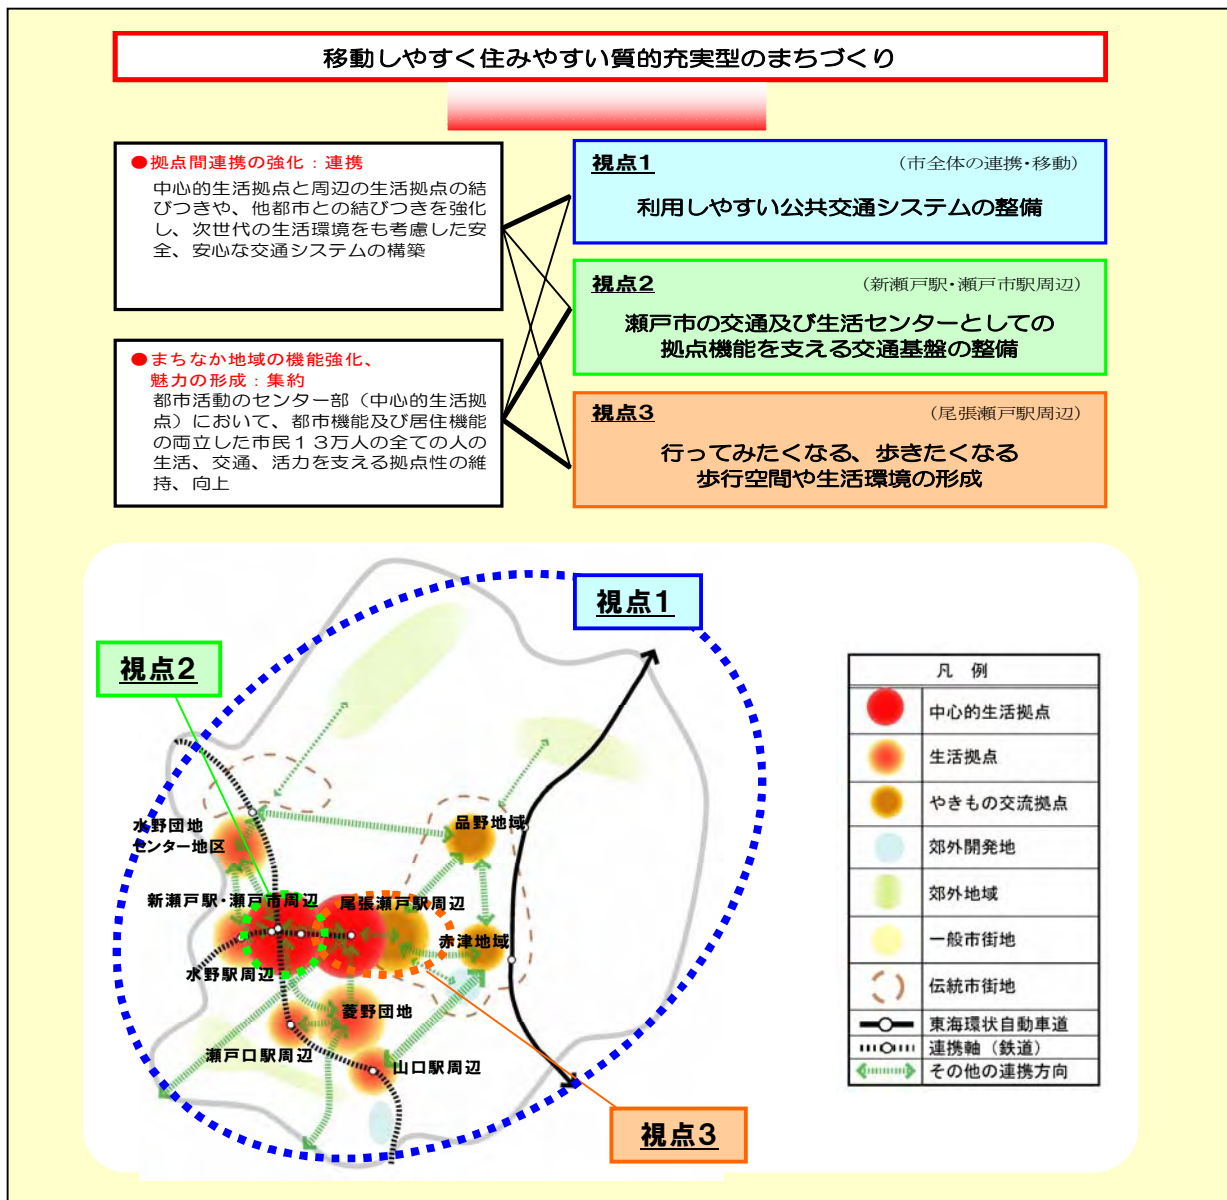 移動しやすく住みやすい質的充実型のまちづくり
●拠点間連携の強化：連携
中心的生活拠点と周辺の生活拠点の結
びつきや、他都市との結びつきを強化
し、次世代の生活環境をも考慮した安
全、安心な交通システムの構築
●まちなか地域の機能強化、
魅力の形成：集約
都市活動のセンター部（中心的生活拠
点）において、都市機能及び居住機能
の両立した市民１３万人の全ての人の
生活、交通、活力を支える拠点性の維
持、向上
視点1 （市全体の連携・移動）
利用しやすい公共交通システムの整備
視点2 （新瀬戸駅・瀬戸市駅周辺）
瀬戸市の交通及び生活センターとしての
拠点機能を支える交通基盤の整備
視点3 （尾張瀬戸駅周辺）
行ってみたくなる、歩きたくなる
歩行空間や生活環境の形成
視点1
視点2
水野団地
センター地区
品野地域
新瀬戸駅・瀬戸市周辺
尾張瀬戸駅周辺
赤津地域
水野駅周辺
菱野団地
瀬戸口駅周辺
山口駅周辺
視点3
凡 例
中心的生活拠点
生活拠点
やきもの交流拠点
郊外開発地
郊外地域
一般市街地
伝統市街地
東海環状自動車道
連携軸（鉄道）
その他の連携方向